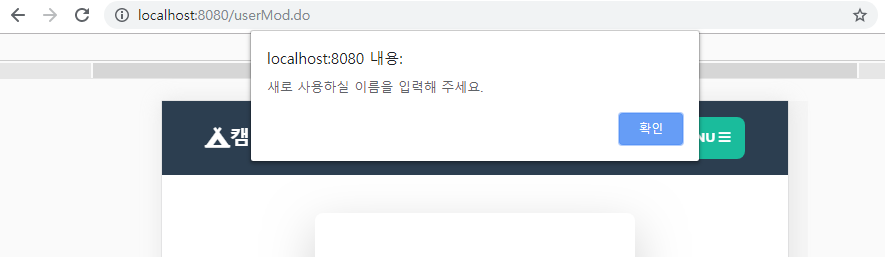 localhost:8080/userMod.do
localhost:8080 내용:
새로 사용하실 이름을 입력해 주세요.
확인
캠
NU